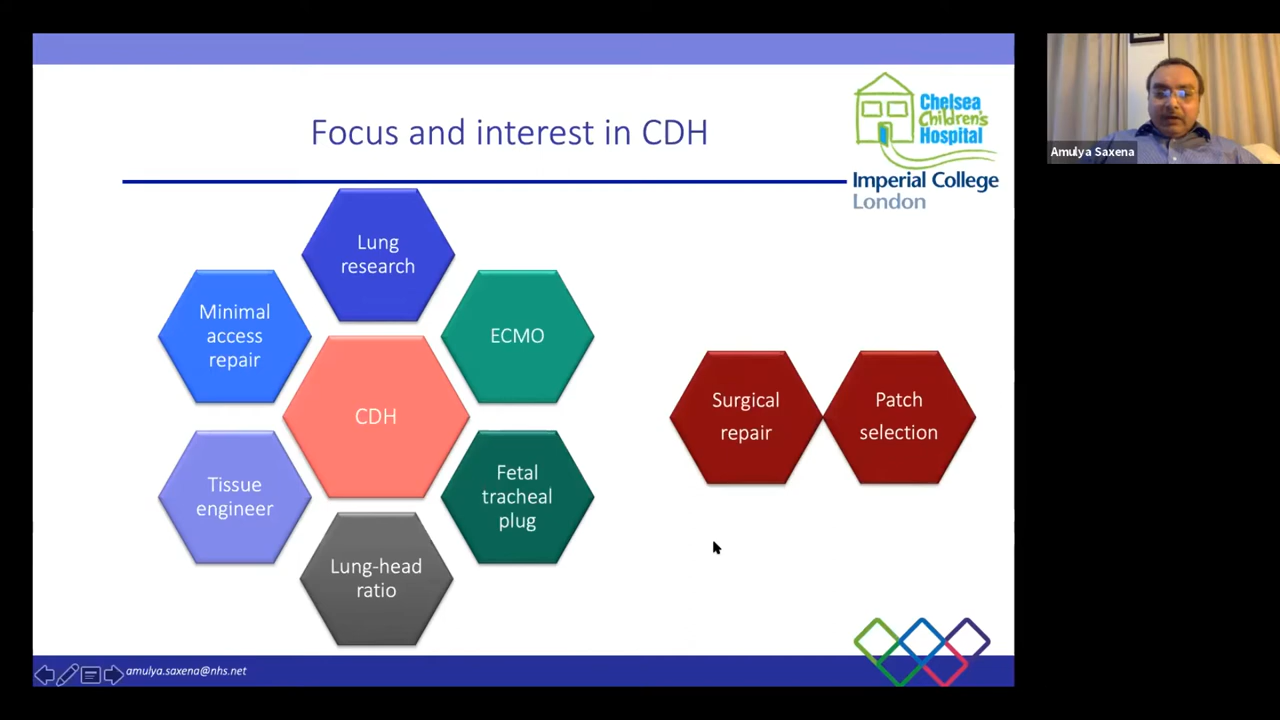 Focus and interest in CDH
Chelsea
Children's
Hospital
Imperial College
London
Amulya Saxena
Lung
research
Minimal
access
repair
ECMO
CDH
Tissue
engineer
Fetal
tracheal
plug
Lung-head
ratio
Surgical
repair
Patch
selection
amulya.saxena@nhs.net